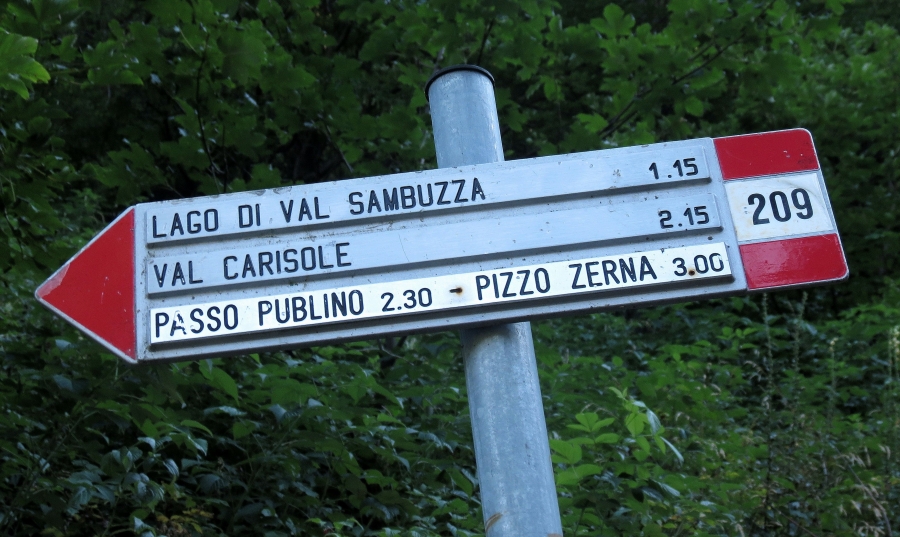 LAGO DI VAL SAMBUZZA 1.15
VAL CARISOLE 2.15
PASSO PUBLINO 2.30 - PIZZO ZERNA 3.00
209